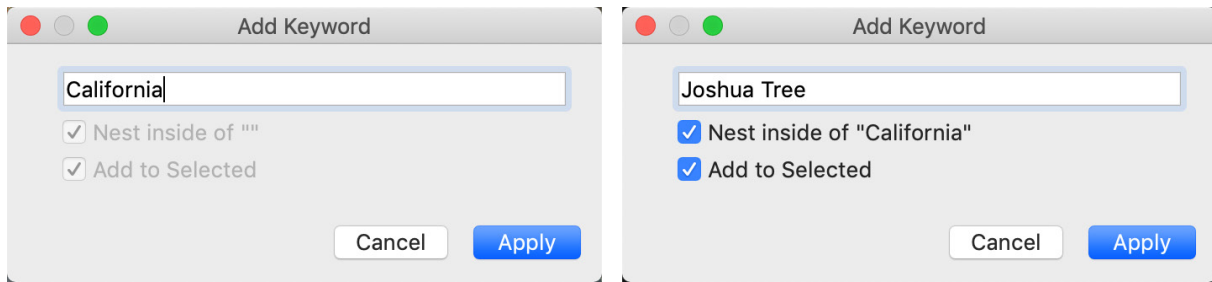 Add Keyword
California
Nest inside of ""
Add to Selected
Cancel
Apply
Add Keyword
Joshua Tree
Nest inside of "California"
Add to Selected
Cancel
Apply